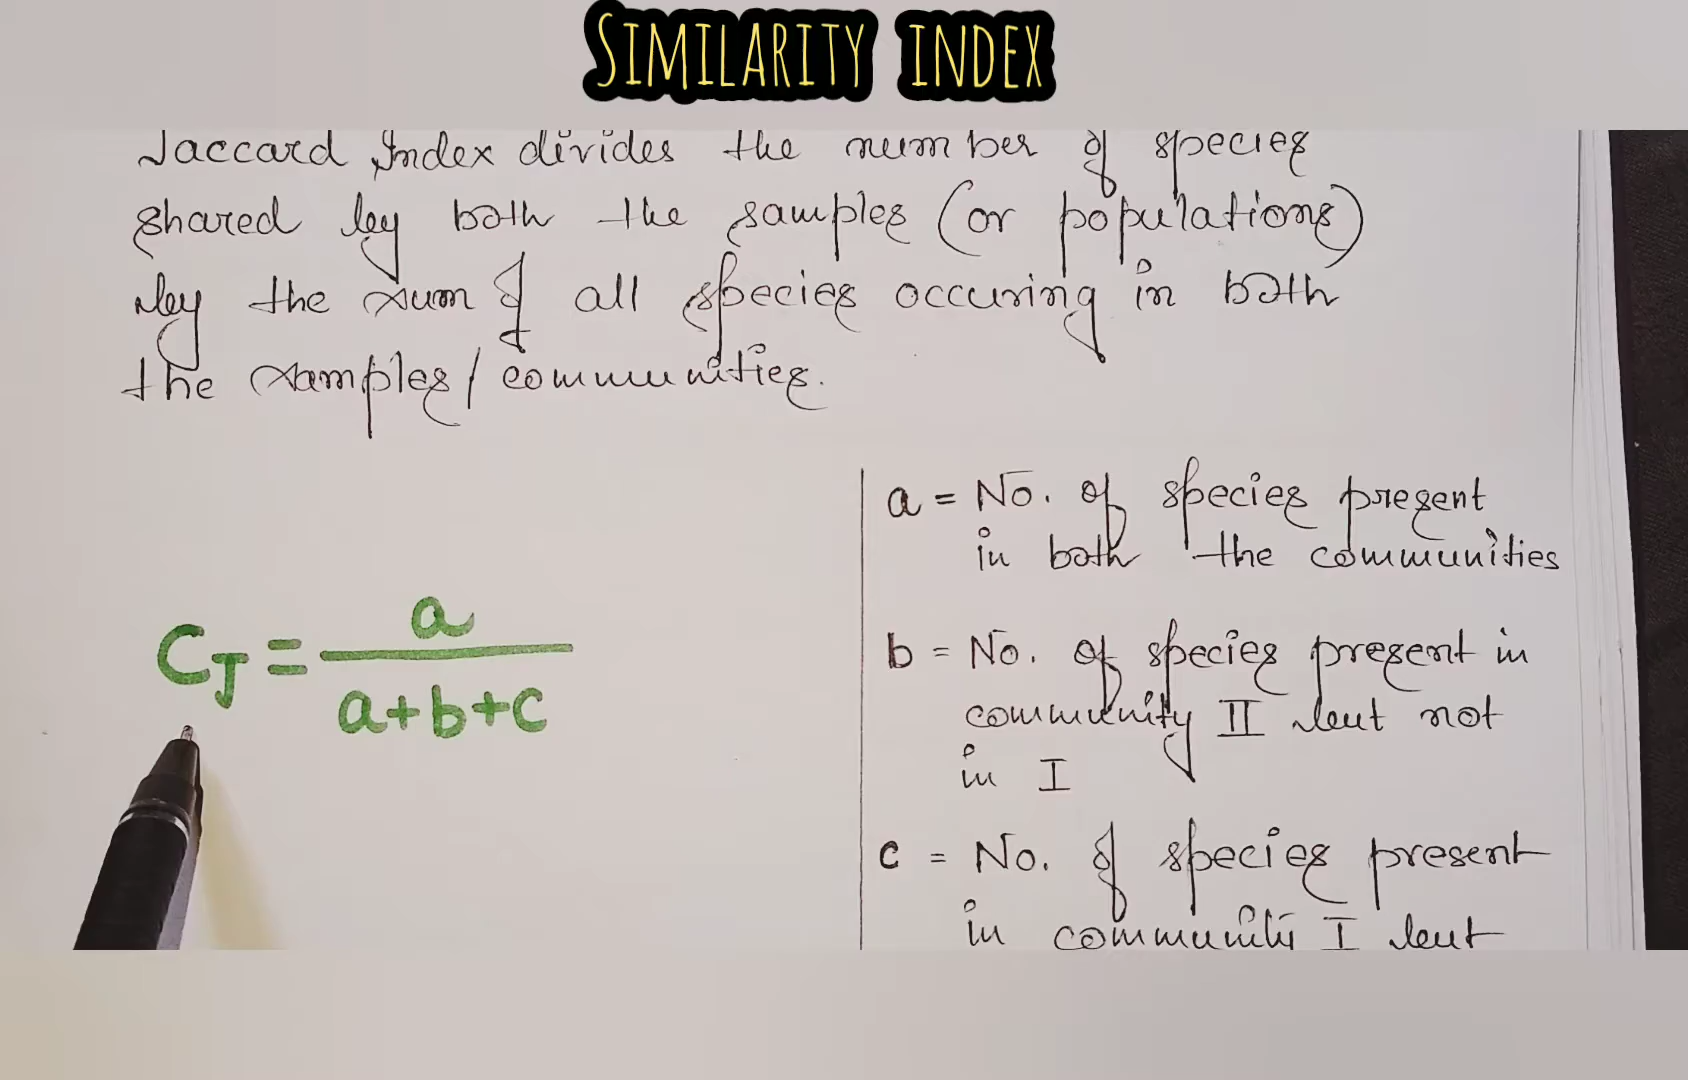 SIMILARITY INDEX
Jaccard Index divides the number of species
shared by both the samples (or populations)
by the sum of all species occuring in both
the samples/communities.
a = No. of species present
in both the communities
C_J = a / (a+b+c)
b = No. of species present in
community II but not
in I
c = No. of species present
in community I but